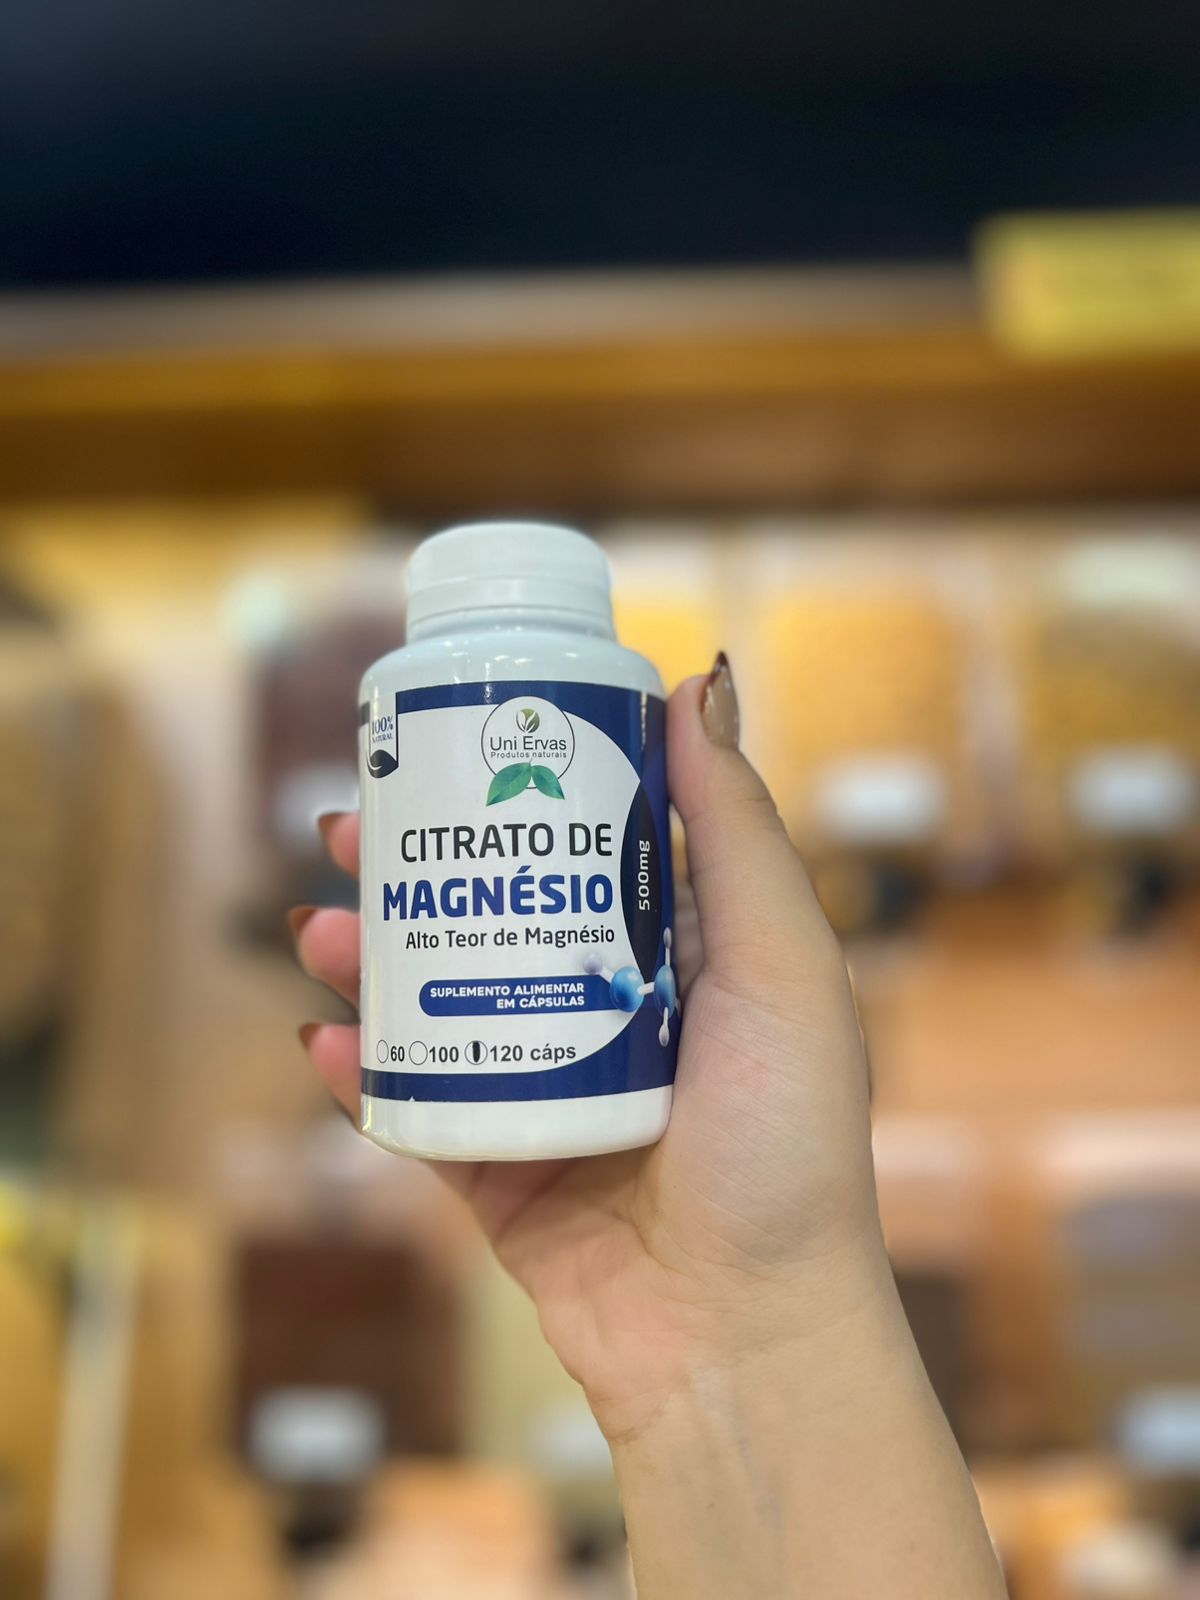 100%
NATURAL
Uni Ervas
Produtos naturais
CITRATO DE
MAGNÉSIO
500mg
Alto Teor de Magnésio
SUPLEMENTO ALIMENTAR
EM CÁPSULAS
60 100 120 cáps